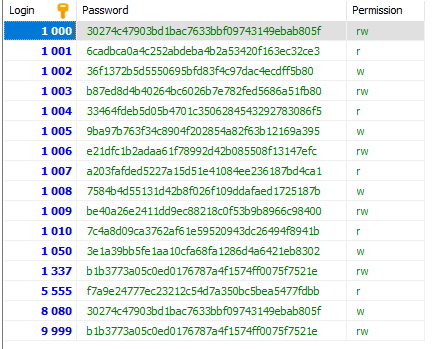 Login Password Permission
1 000 30274c47903bd1bac7633bbf09743149ebab805f rw
1 001 6cadbca0a4c252abdeba4b2a53420f163ec32ce3 r
1 002 36f1372b5d5550695bfd83f4c97dac4ecdff5b80 w
1 003 b87ed8d4b40264bc6026b7e782fed5686a51fb80 rw
1 004 33464fdeb5d05b4701c3506284543292783086f5 r
1 005 9ba97b763f34c8904f202854a82f63b12169a395 w
1 006 e21dfc1b2adaa61f78992d42b085508f13147efc rw
1 007 a203fafded5227a15d51e41084ee236187bd4ca1 r
1 008 7584b4d55131d42b8f026f109ddafaed1725187b w
1 009 be40a26e2411dd9ec88218c0f53b9b8966c98400 rw
1 010 7c4a8d09ca3762af61e59520943dc26494f8941b r
1 050 3e1a39bb5fe1aa10cfa68fa1286d4a6421eb8302 w
1 337 b1b3773a05c0ed0176787a4f1574ff0075f7521e rw
5 555 f7a9e24777ec23212c54d7a350bc5bea5477fdbb r
8 080 30274c47903bd1bac7633bbf09743149ebab805f w
9 999 b1b3773a05c0ed0176787a4f1574ff0075f7521e rw